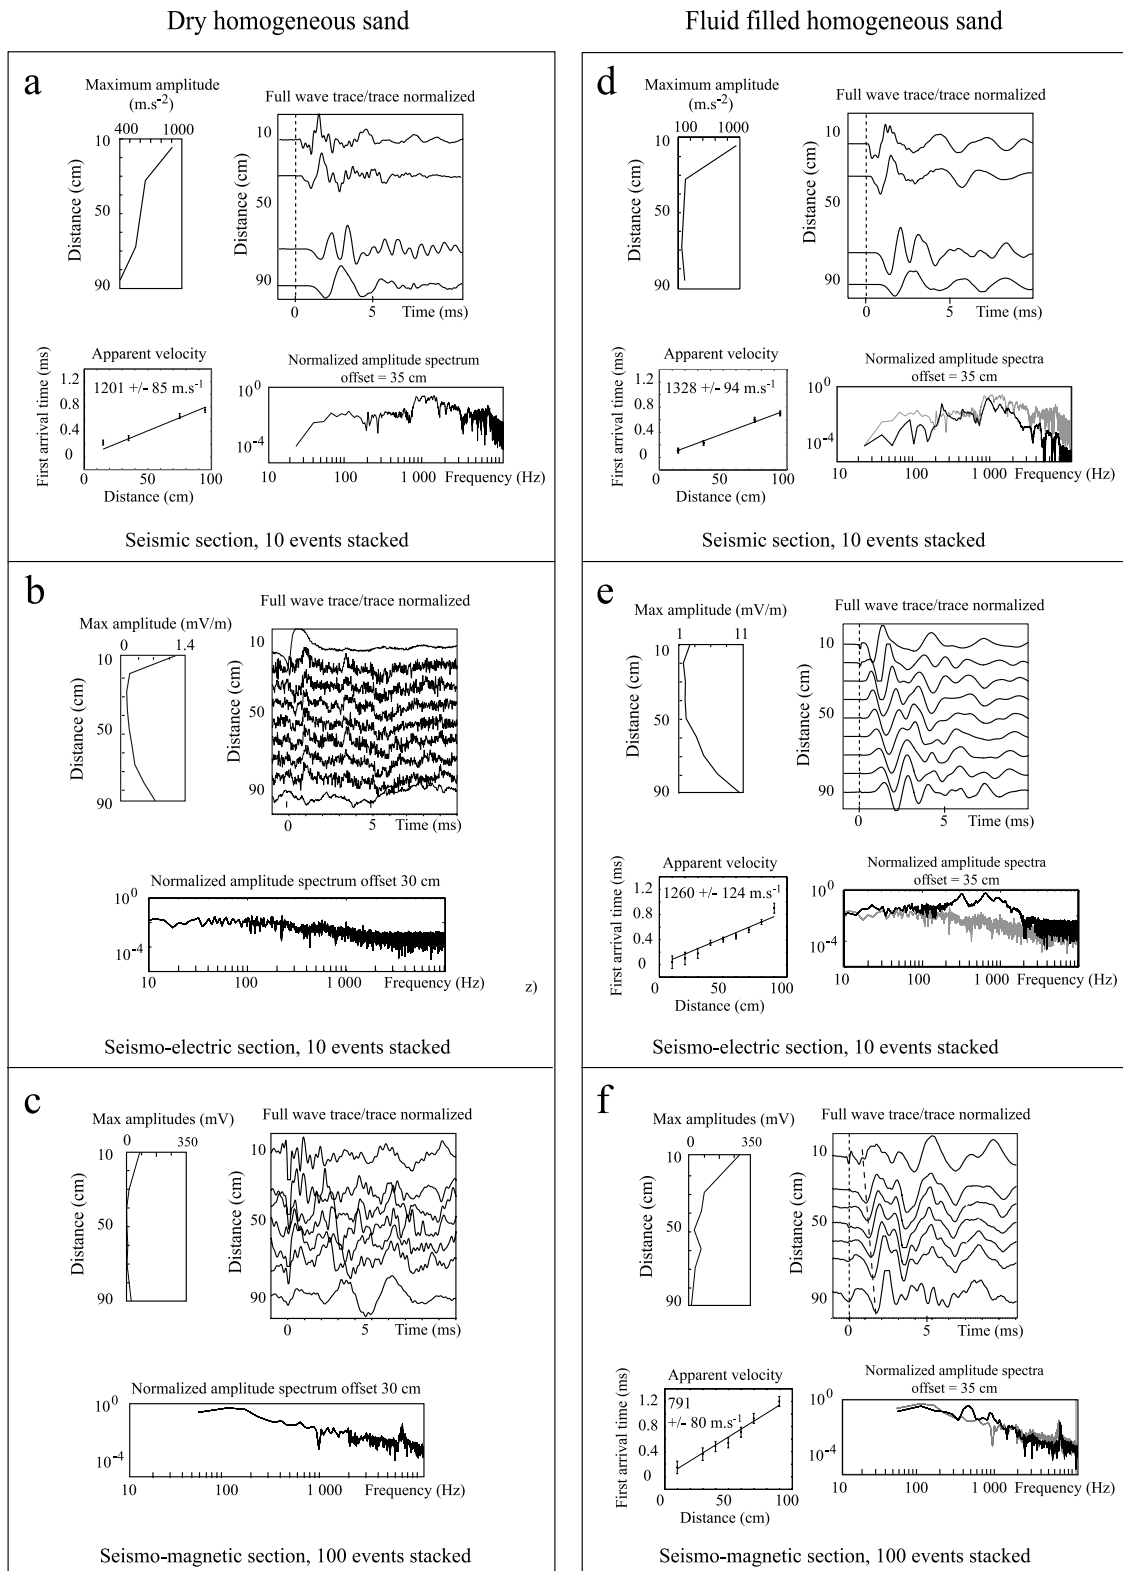 Dry homogeneous sand
Fluid filled homogeneous sand
a
Maximum amplitude
(m.s-2)
400 1000
10
50
90
Distance (cm)
Full wave trace/trace normalized
10
50
90
Distance (cm)
0 5 Time (ms)
Apparent velocity
1201 +/- 85 m.s-1
1.2
0.8
0.4
0
First arrival time (ms)
0 50 100
Distance (cm)
Normalized amplitude spectrum
offset = 35 cm
10^0
10^-4
10 100 1 000 Frequency (Hz)
Seismic section, 10 events stacked
b
Max amplitude (mV/m)
0 1.4
10
50
90
Distance (cm)
Full wave trace/trace normalized
10
50
90
Distance (cm)
0 5 Time (ms)
Normalized amplitude spectrum offset 30 cm
10^0
10^-4
10 100 1 000 Frequency (Hz)
z)
Seismo-electric section, 10 events stacked
c
Max amplitudes (mV)
0 350
10
50
90
Distance (cm)
Full wave trace/trace normalized
10
50
90
Distance (cm)
0 5 Time (ms)
Normalized amplitude spectrum offset 30 cm
10^0
10^-4
10 100 1 000 Frequency (Hz)
Seismo-magnetic section, 100 events stacked
d
Maximum amplitude
(m.s-2)
100 1000
10
50
90
Distance (cm)
Full wave trace/trace normalized
10
50
90
Distance (cm)
0 5 Time (ms)
Apparent velocity
1328 +/- 94 m.s-1
1.2
0.8
0.4
0
First arrival time (ms)
0 50 100
Distance (cm)
Normalized amplitude spectra
offset = 35 cm
10^0
10^-4
10 100 1 000 Frequency (Hz)
Seismic section, 10 events stacked
e
Max amplitude (mV/m)
1 11
10
50
90
Distance (cm)
Full wave trace/trace normalized
10
50
90
Distance (cm)
0 5 Time (ms)
Apparent velocity
1260 +/- 124 m.s-1
1.2
0.8
0.4
0
First arrival time (ms)
0 50 100
Distance (cm)
Normalized amplitude spectra
offset = 35 cm
10^0
10^-4
10 100 1 000 Frequency (Hz)
Seismo-electric section, 10 events stacked
f
Max amplitudes (mV)
0 350
10
50
90
Distance (cm)
Full wave trace/trace normalized
10
50
90
Distance (cm)
0 5 Time (ms)
Apparent velocity
791
+/- 80 m.s-1
1.2
0.8
0.4
0
First arrival time (ms)
0 50 100
Distance (cm)
Normalized amplitude spectra
offset = 35 cm
10^0
10^-4
10 100 1 000 Frequency (Hz)
Seismo-magnetic section, 100 events stacked